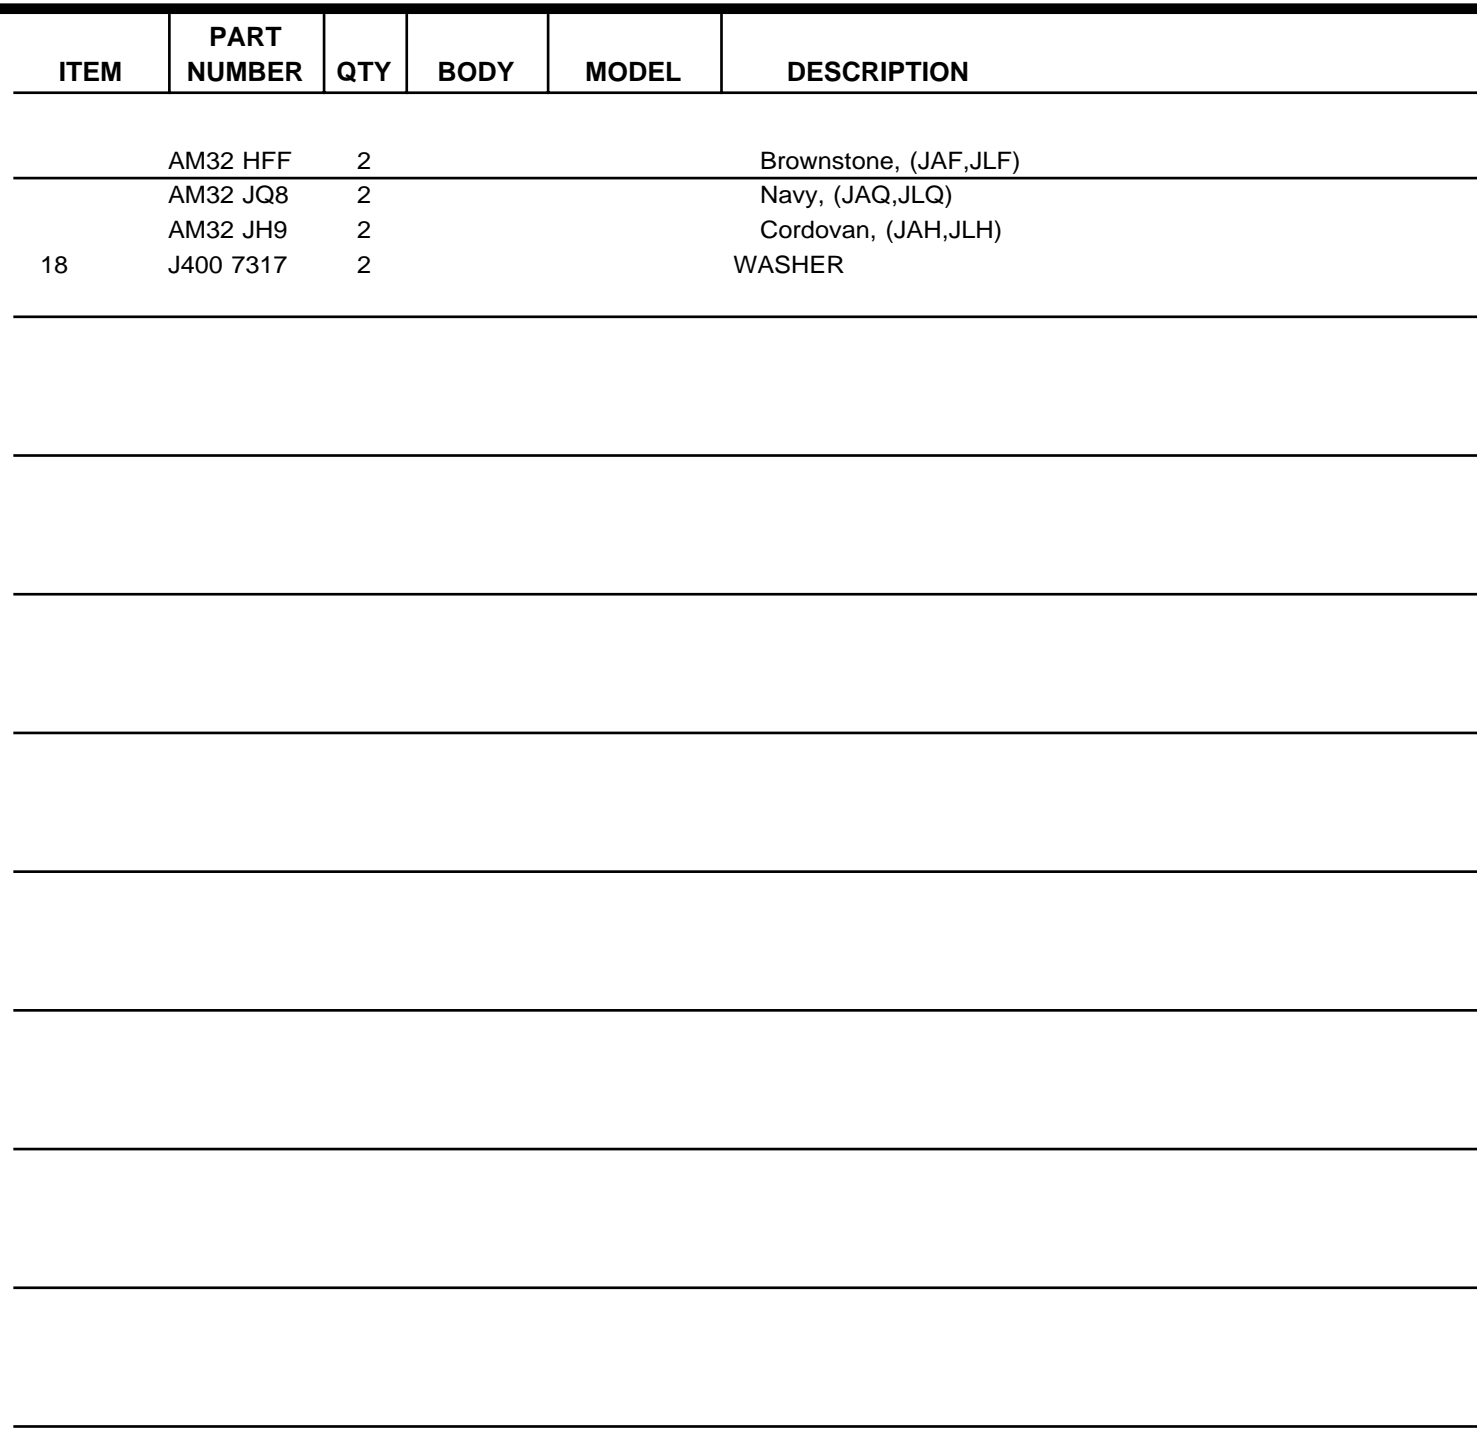 PART
ITEM NUMBER QTY BODY MODEL DESCRIPTION
AM32 HFF 2 Brownstone, (JAF,JLF)
AM32 JQ8 2 Navy, (JAQ,JLQ)
AM32 JH9 2 Cordovan, (JAH,JLH)
18 J400 7317 2 WASHER